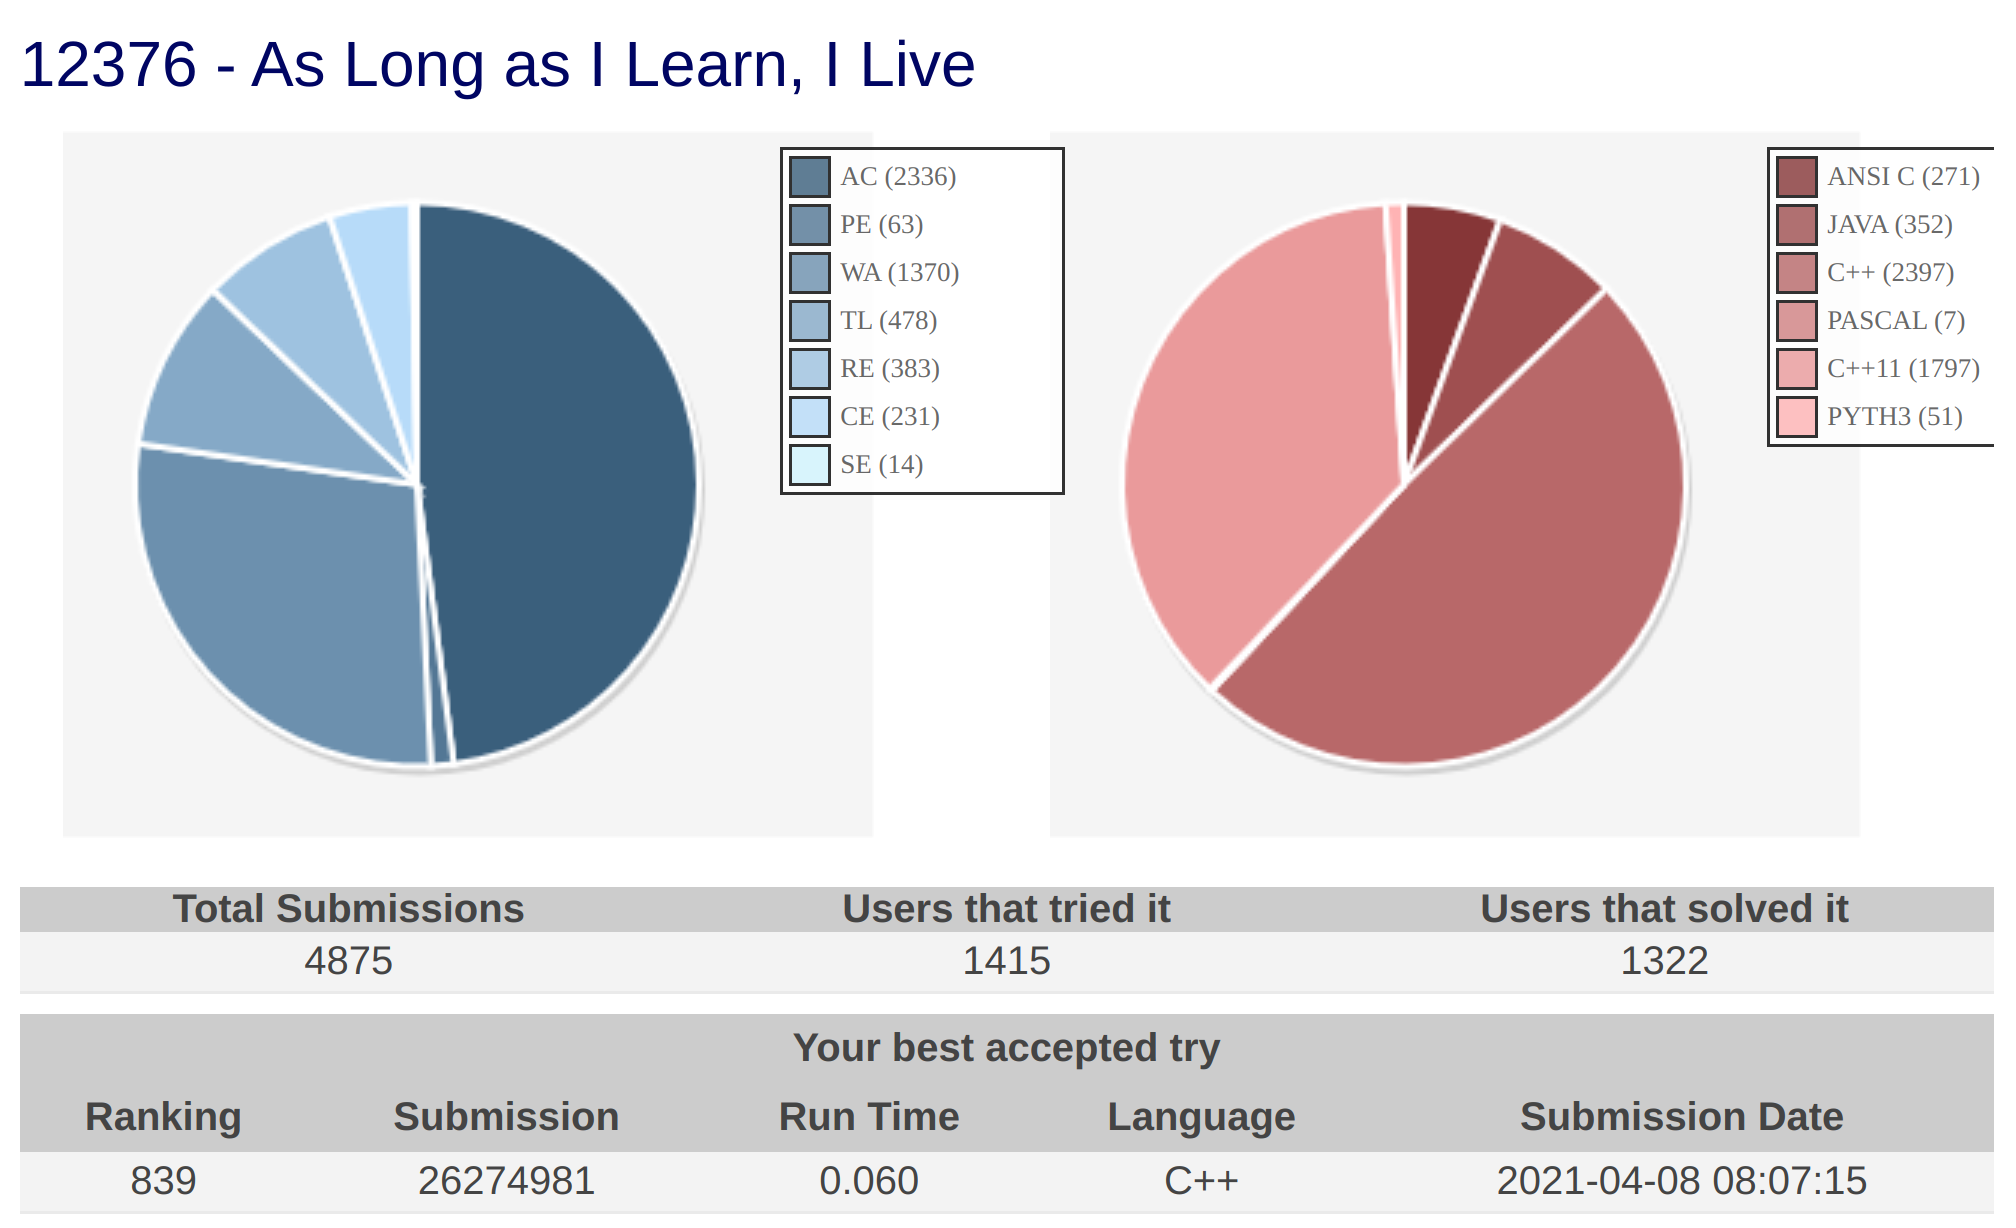 12376 - As Long as I Learn, I Live
AC (2336)
PE (63)
WA (1370)
TL (478)
RE (383)
CE (231)
SE (14)
ANSI C (271)
JAVA (352)
C++ (2397)
PASCAL (7)
C++11 (1797)
PYTH3 (51)
Total Submissions Users that tried it Users that solved it
4875 1415 1322
Your best accepted try
Ranking Submission Run Time Language Submission Date
839 26274981 0.060 C++ 2021-04-08 08:07:15